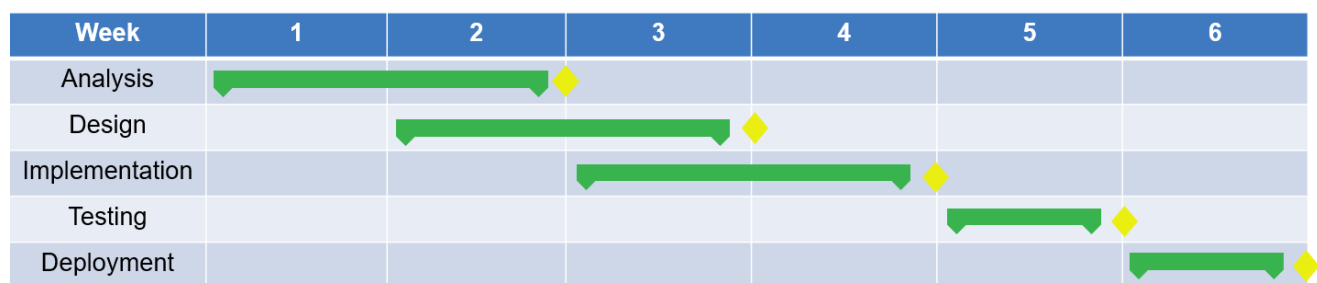 Week 1 2 3 4 5 6
Analysis
Design
Implementation
Testing
Deployment